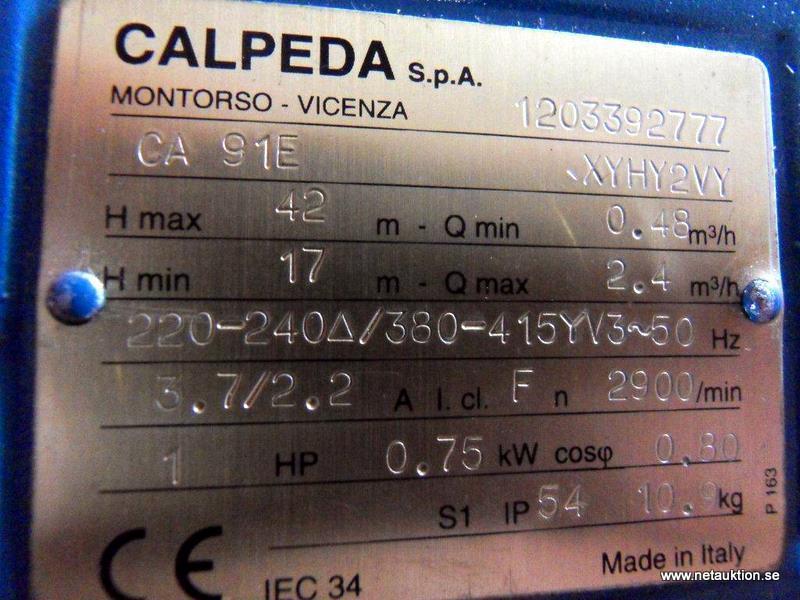 CALPEDA S.p.A.
MONTORSO - VICENZA 1203392777
CA 91E XYHY2VY
H max 42 m - Q min 0.48 m³/h
H min 17 m - Q max 2.4 m³/h
220-240Δ/380-415YV3~50 Hz
3.7/2.2 A I.cl. F n 2900/min
1 HP 0.75 kW cosφ 0.80
S1 IP 54 10.9 kg
P 163
CE IEC 34 Made in Italy
www.netauktion.se